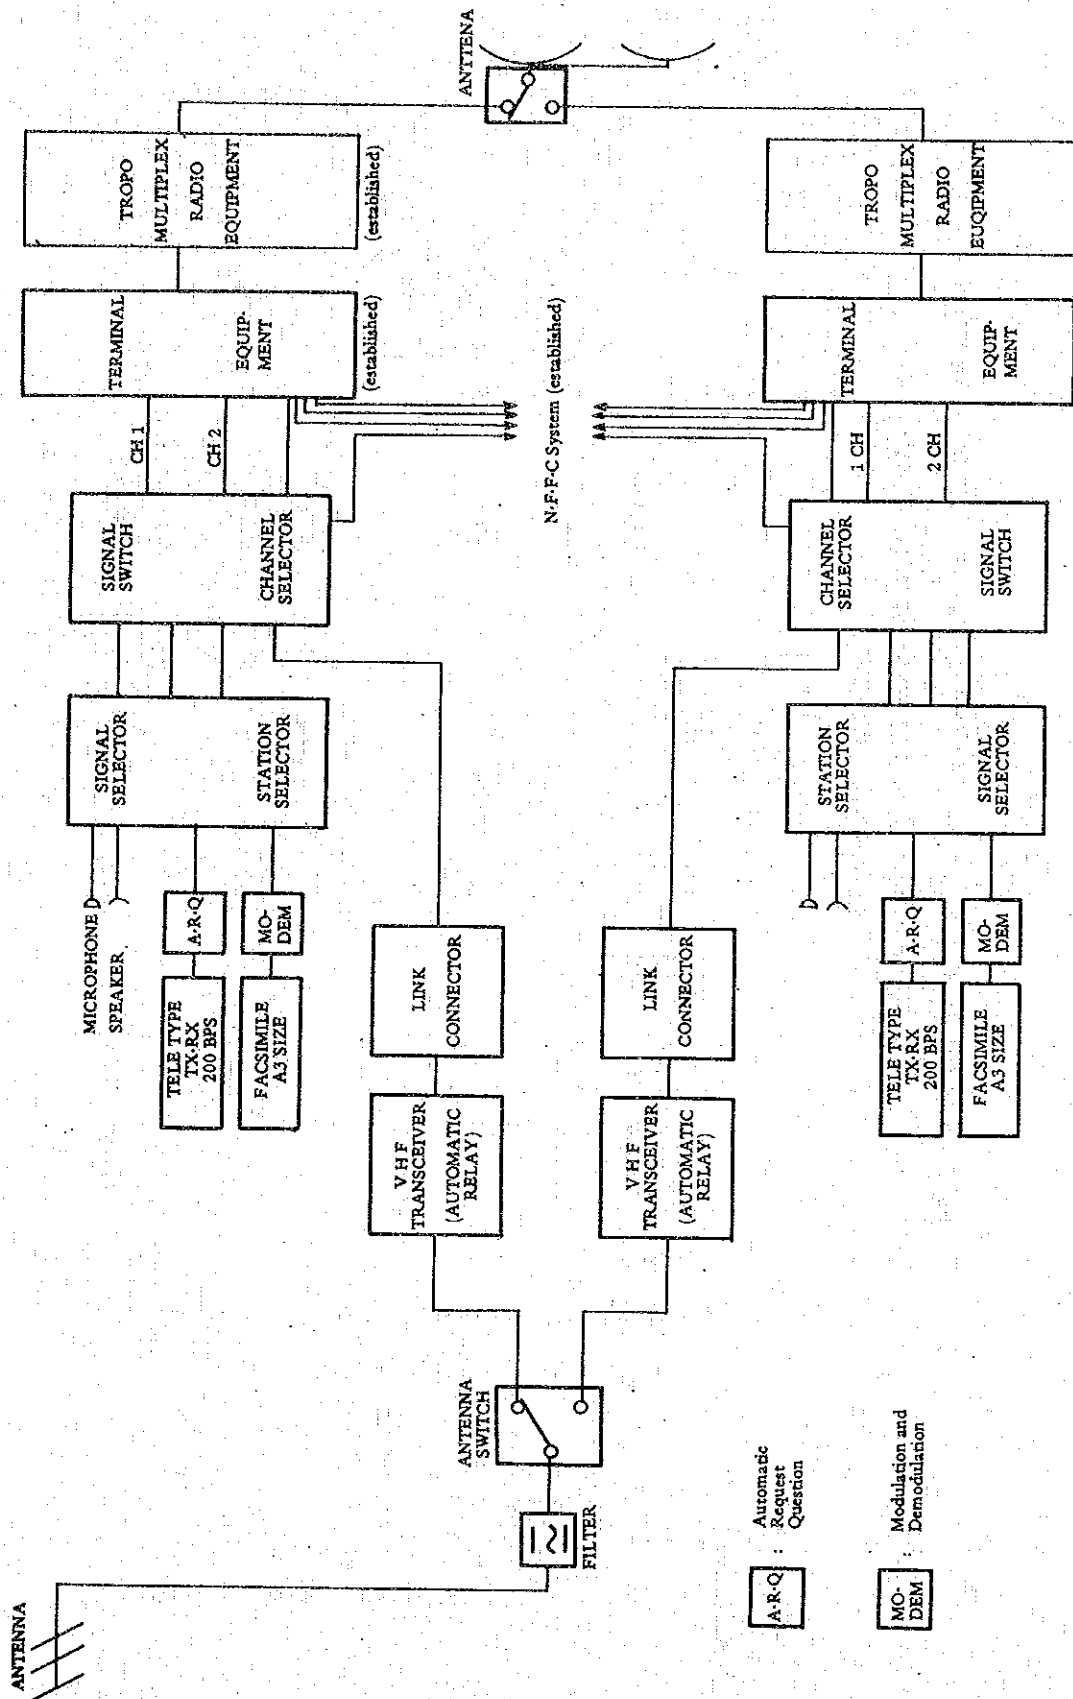 ANTENNA
FILTER
ANTENNA
SWITCH
MICROPHONE
SPEAKER
TELE TYPE
TX·RX
200 BPS
A·R·Q
FACSIMILE
A3 SIZE
MO-
DEM
SIGNAL
SELECTOR
STATION
SELECTOR
SIGNAL
SWITCH
CHANNEL
SELECTOR
CH 1
CH 2
TERMINAL
EQUIP-
MENT
(established)
TROPO
MULTIPLEX
RADIO
EQUIPMENT
(established)
ANTTENA
V H F
TRANSCEIVER
(AUTOMATIC
RELAY)
LINK
CONNECTOR
N·F·F·C System (established)
V H F
TRANSCEIVER
(AUTOMATIC
RELAY)
LINK
CONNECTOR
TELE TYPE
TX·RX
200 BPS
A·R·Q
FACSIMILE
A3 SIZE
MO-
DEM
STATION
SELECTOR
SIGNAL
SELECTOR
CHANNEL
SELECTOR
SIGNAL
SWITCH
1 CH
2 CH
TERMINAL
EQUIP-
MENT
TROPO
MULTIPLEX
RADIO
EUQIPMENT
A·R·Q : Automatic
Request
Question
MO-
DEM : Modulation and
Demodulation